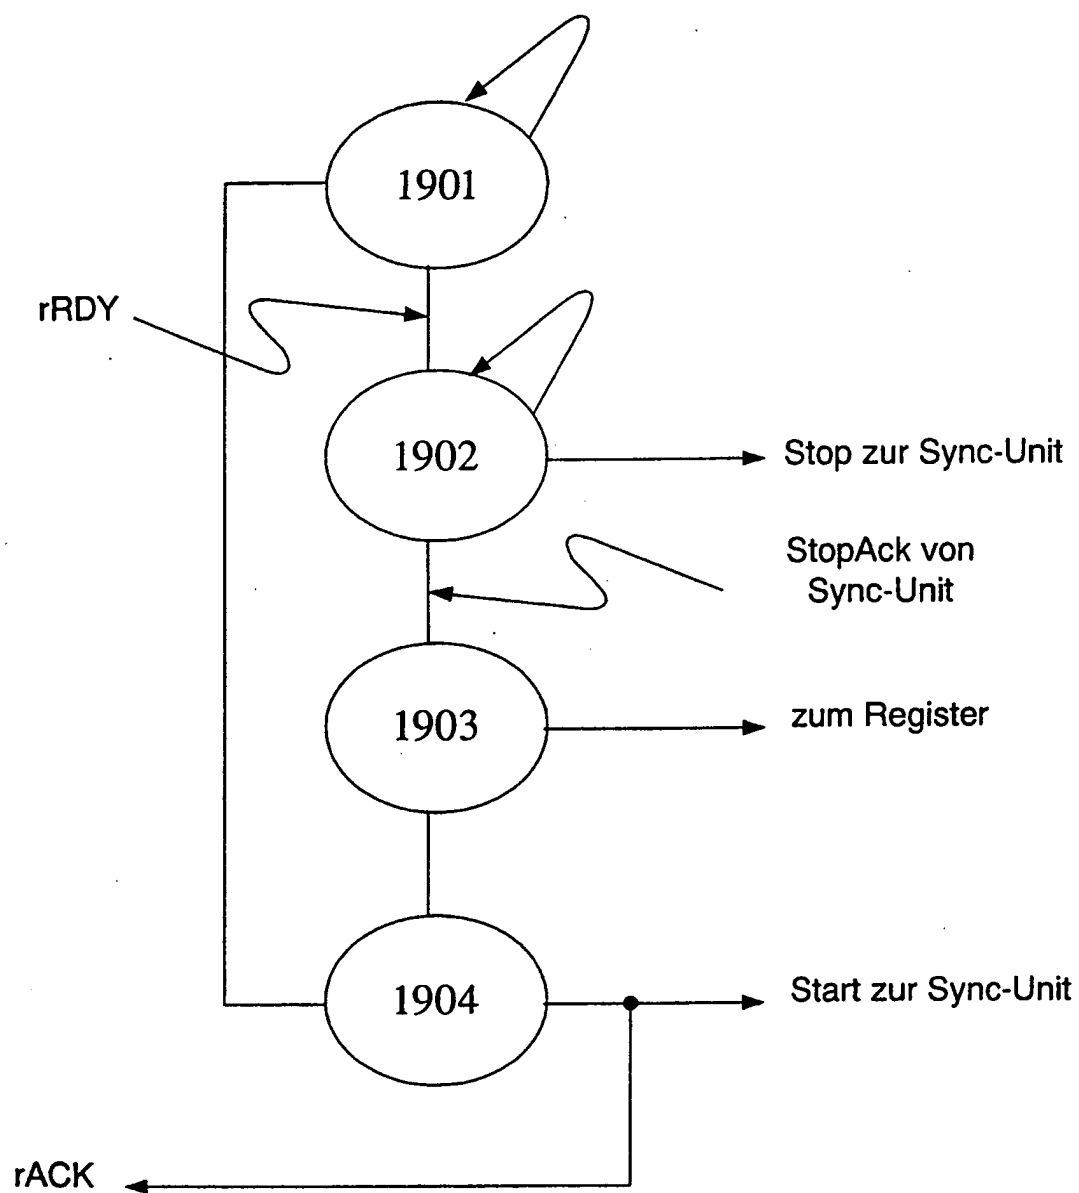 1901
rRDY
1902
Stop zur Sync-Unit
StopAck von
Sync-Unit
1903
zum Register
1904
Start zur Sync-Unit
rACK